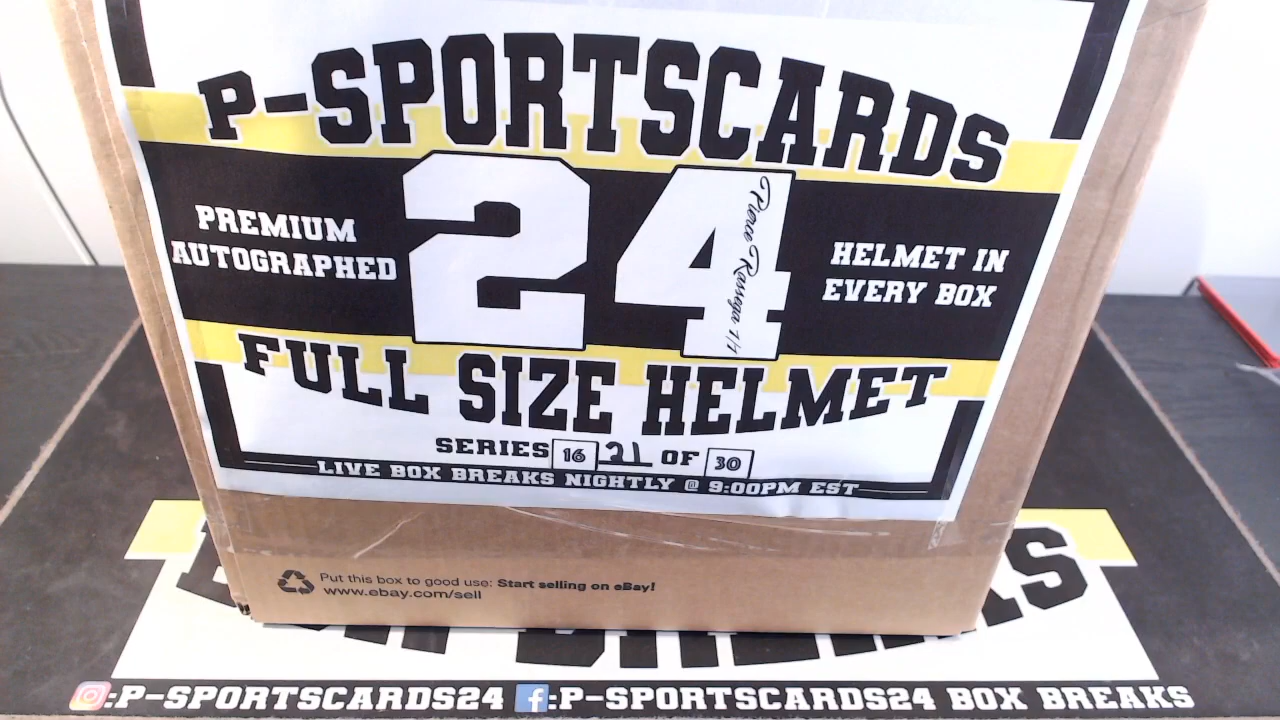 P-SPORTSCARDS
24
PREMIUM
AUTOGRAPHED
HELMET IN
EVERY BOX
FULL SIZE HELMET
SERIES 16 21 OF 30
LIVE BOX BREAKS NIGHTLY @ 9:00PM EST
Put this box to good use: Start selling on eBay!
www.ebay.com/sell
:P-SPORTSCARDS24 :P-SPORTSCARDS24 BOX BREAKS